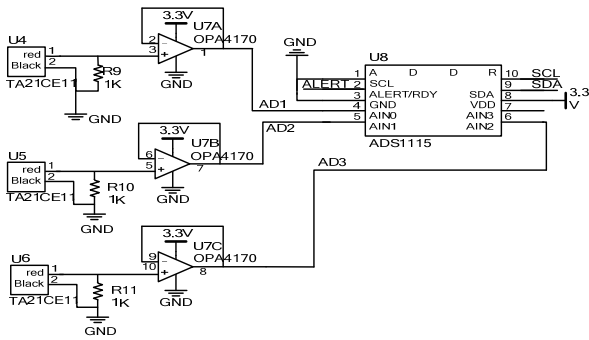 U4
red 1
Black 2
TA21CE11
R9
1K
GND
3.3V
U7A
OPA4170
2
3
1
GND
U5
red 1
Black 2
TA21CE11
R10
1K
GND
3.3V
U7B
OPA4170
6
5
7
GND
U6
red 1
Black 2
TA21CE11
R11
1K
GND
3.3V
U7C
OPA4170
9
10
8
GND
GND
U8
ALERT
AD1
AD2
AD3
1 A D D R 10 SCL
2 SCL 9 SDA
3 ALERT/RDY SDA 8
4 GND VDD 7
5 AIN0 AIN3 6
AIN1 AIN2
ADS1115
3.3
V